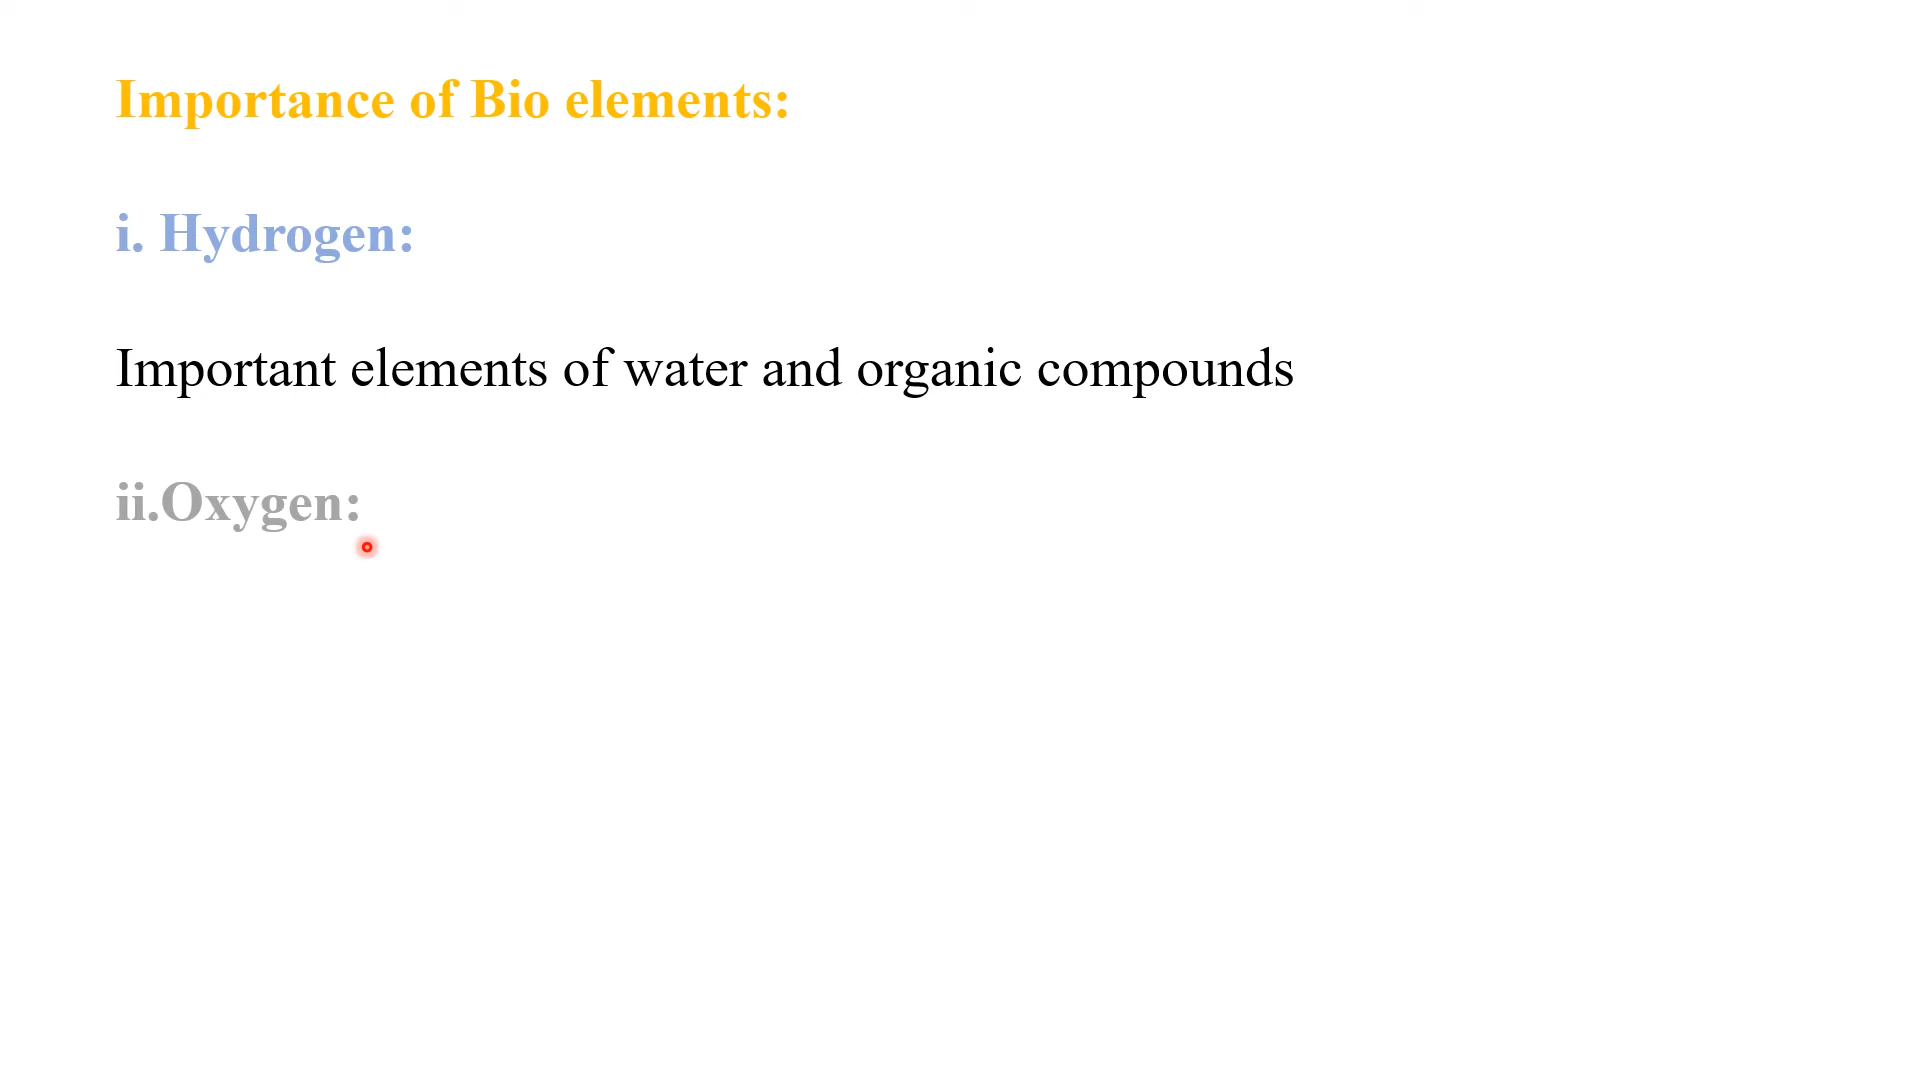 Importance of Bio elements:
i. Hydrogen:
Important elements of water and organic compounds
ii.Oxygen: